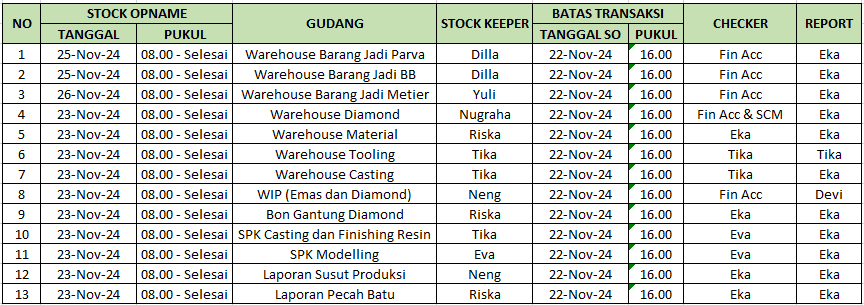 NO STOCK OPNAME GUDANG STOCK KEEPER BATAS TRANSAKSI CHECKER REPORT
TANGGAL PUKUL TANGGAL SO PUKUL
1 25-Nov-24 08.00 - Selesai Warehouse Barang Jadi Parva Dilla 22-Nov-24 16.00 Fin Acc Eka
2 25-Nov-24 08.00 - Selesai Warehouse Barang Jadi BB Dilla 22-Nov-24 16.00 Fin Acc Eka
3 26-Nov-24 08.00 - Selesai Warehouse Barang Jadi Metier Yuli 22-Nov-24 16.00 Fin Acc Eka
4 23-Nov-24 08.00 - Selesai Warehouse Diamond Nugraha 22-Nov-24 16.00 Fin Acc & SCM Eka
5 23-Nov-24 08.00 - Selesai Warehouse Material Riska 22-Nov-24 16.00 Eka Eka
6 23-Nov-24 08.00 - Selesai Warehouse Tooling Tika 22-Nov-24 16.00 Tika Tika
7 23-Nov-24 08.00 - Selesai Warehouse Casting Tika 22-Nov-24 16.00 Tika Eka
8 23-Nov-24 08.00 - Selesai WIP (Emas dan Diamond) Neng 22-Nov-24 16.00 Fin Acc Devi
9 23-Nov-24 08.00 - Selesai Bon Gantung Diamond Riska 22-Nov-24 16.00 Eka Eka
10 23-Nov-24 08.00 - Selesai SPK Casting dan Finishing Resin Tika 22-Nov-24 16.00 Eva Eka
11 23-Nov-24 08.00 - Selesai SPK Modelling Eva 22-Nov-24 16.00 Eva Eka
12 23-Nov-24 08.00 - Selesai Laporan Susut Produksi Neng 22-Nov-24 16.00 Eka Eka
13 23-Nov-24 08.00 - Selesai Laporan Pecah Batu Riska 22-Nov-24 16.00 Eka Eka